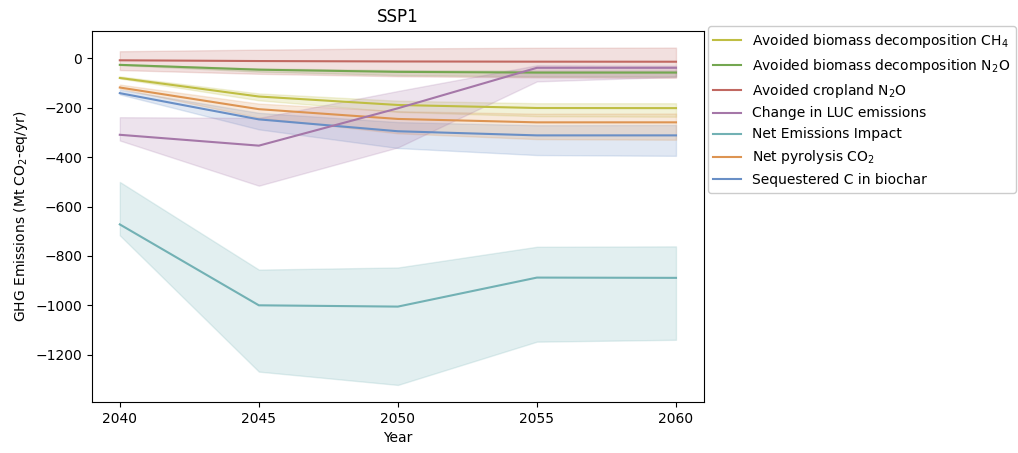 SSP1
GHG Emissions (Mt CO₂-eq/yr)
0
−200
−400
−600
−800
−1000
−1200
2040
2045
2050
2055
2060
Year
Avoided biomass decomposition CH₄
Avoided biomass decomposition N₂O
Avoided cropland N₂O
Change in LUC emissions
Net Emissions Impact
Net pyrolysis CO₂
Sequestered C in biochar